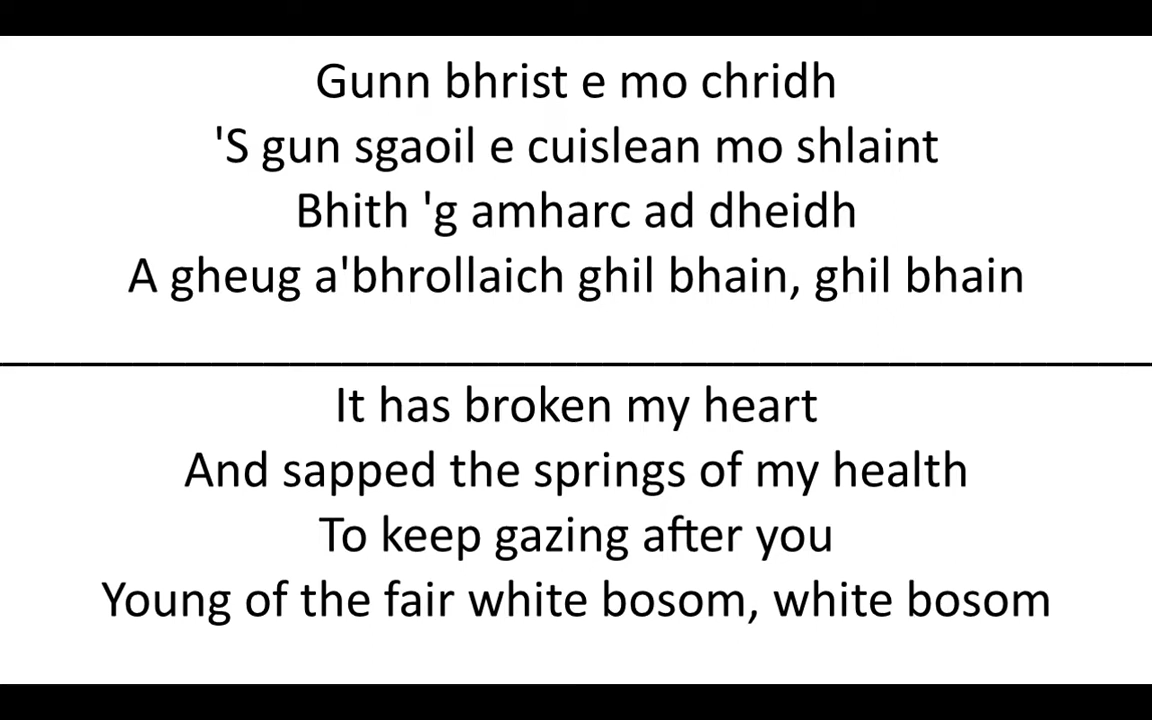 Gunn bhrist e mo chridh
'S gun sgaoil e cuislean mo shlaint
Bhith 'g amharc ad dheidh
A gheug a'bhrollaich ghil bhain, ghil bhain
It has broken my heart
And sapped the springs of my health
To keep gazing after you
Young of the fair white bosom, white bosom